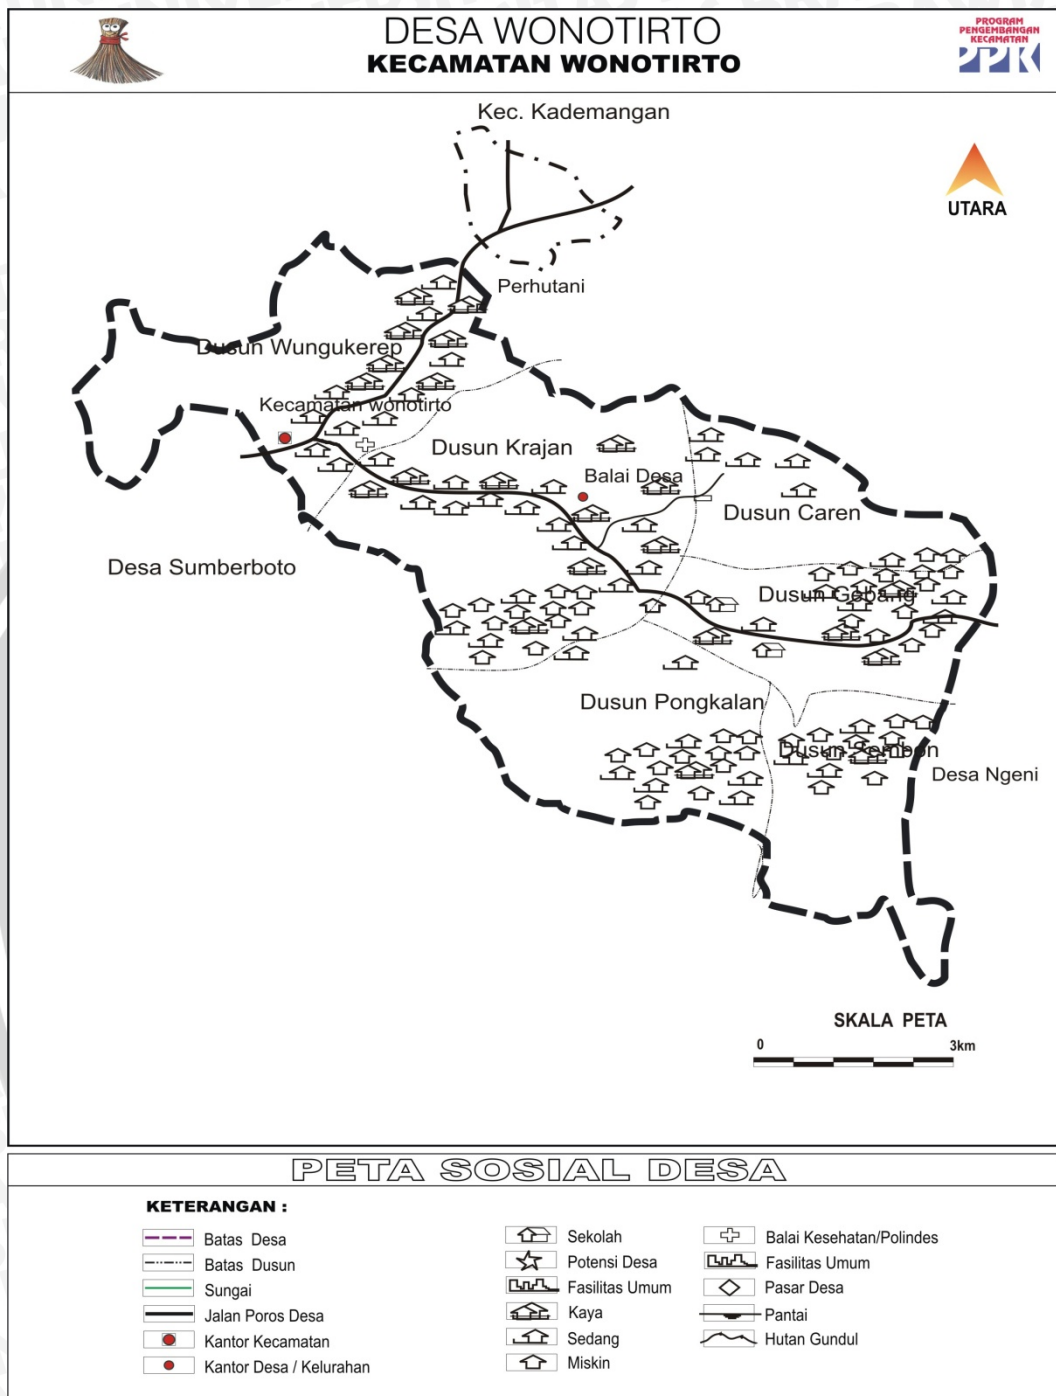 DESA WONOTIRTO
KECAMATAN WONOTIRTO
PROGRAM
PENGEMBANGAN
KECAMATAN
PPK
Kec. Kademangan
UTARA
Perhutani
Dusun Wungukerep
Kecamatan wonotirto
Dusun Krajan
Balai Desa
Dusun Caren
Desa Sumberboto
Dusun Gebang
Dusun Pongkalan
Dusun Tembon
Desa Ngeni
SKALA PETA
0 3km
PETA SOSIAL DESA
KETERANGAN :
Batas Desa
Batas Dusun
Sungai
Jalan Poros Desa
Kantor Kecamatan
Kantor Desa / Kelurahan
Sekolah
Potensi Desa
Fasilitas Umum
Kaya
Sedang
Miskin
Balai Kesehatan/Polindes
Fasilitas Umum
Pasar Desa
Pantai
Hutan Gundul